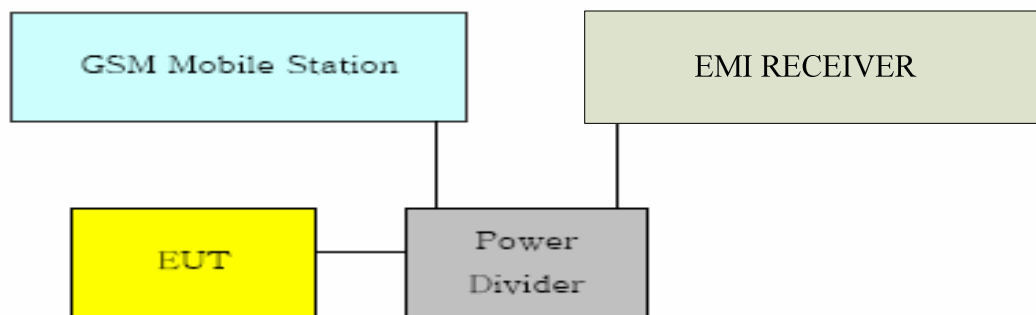 GSM Mobile Station
EMI RECEIVER
EUT
Power
Divider